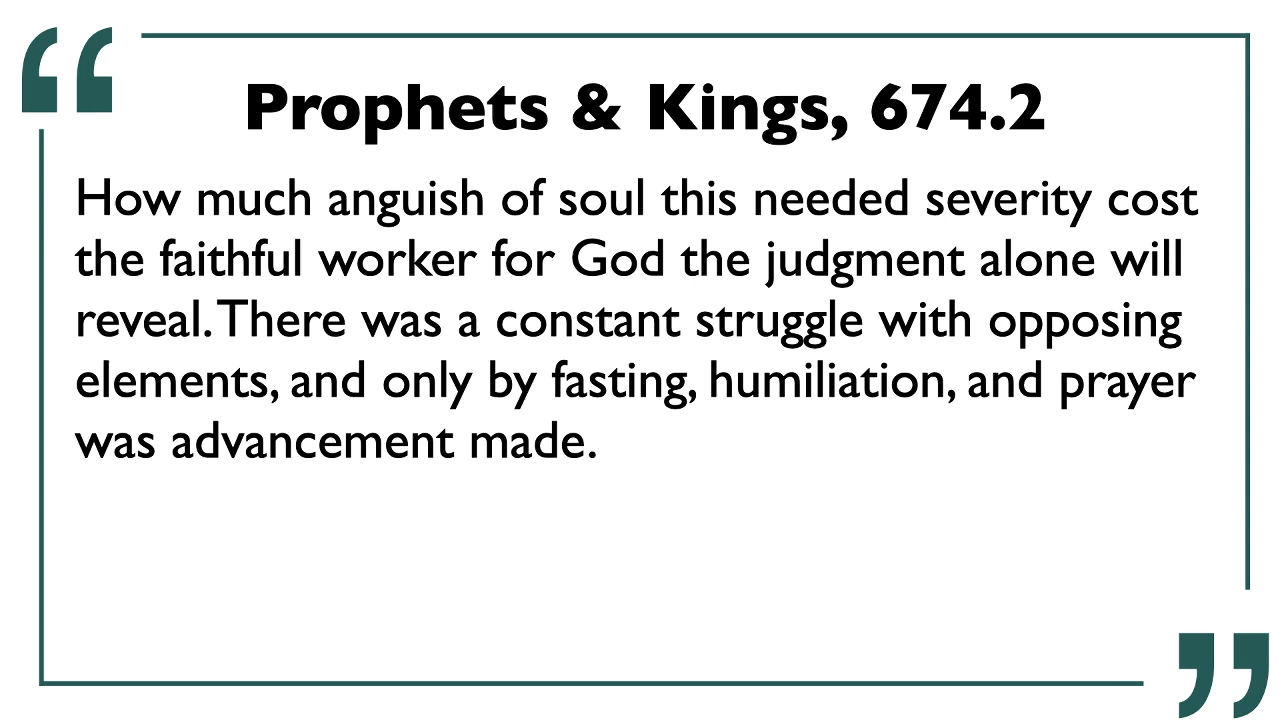 Prophets & Kings, 674.2
How much anguish of soul this needed severity cost
the faithful worker for God the judgment alone will
reveal. There was a constant struggle with opposing
elements, and only by fasting, humiliation, and prayer
was advancement made.